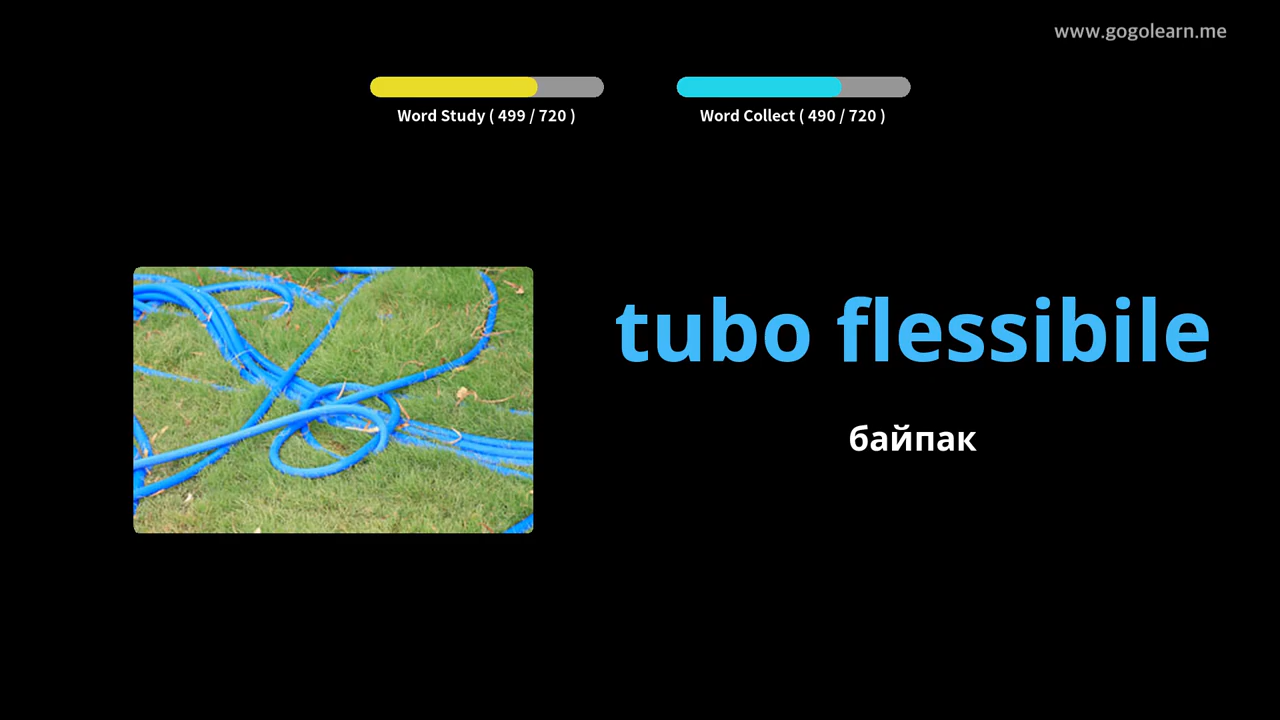 www.gogolearn.me
Word Study ( 499 / 720 )
Word Collect ( 490 / 720 )
tubo flessibile
байпак